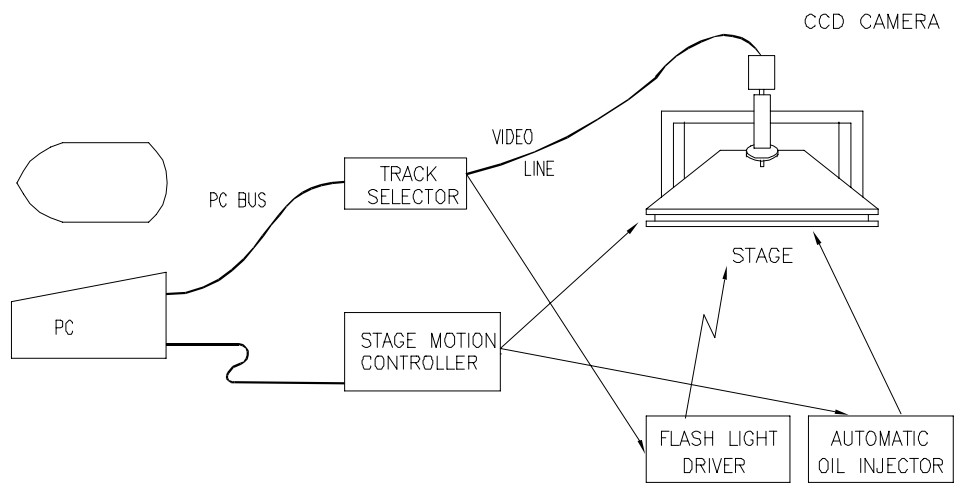 CCD CAMERA
VIDEO
LINE
TRACK
SELECTOR
PC BUS
STAGE
PC
STAGE MOTION
CONTROLLER
FLASH LIGHT
DRIVER
AUTOMATIC
OIL INJECTOR